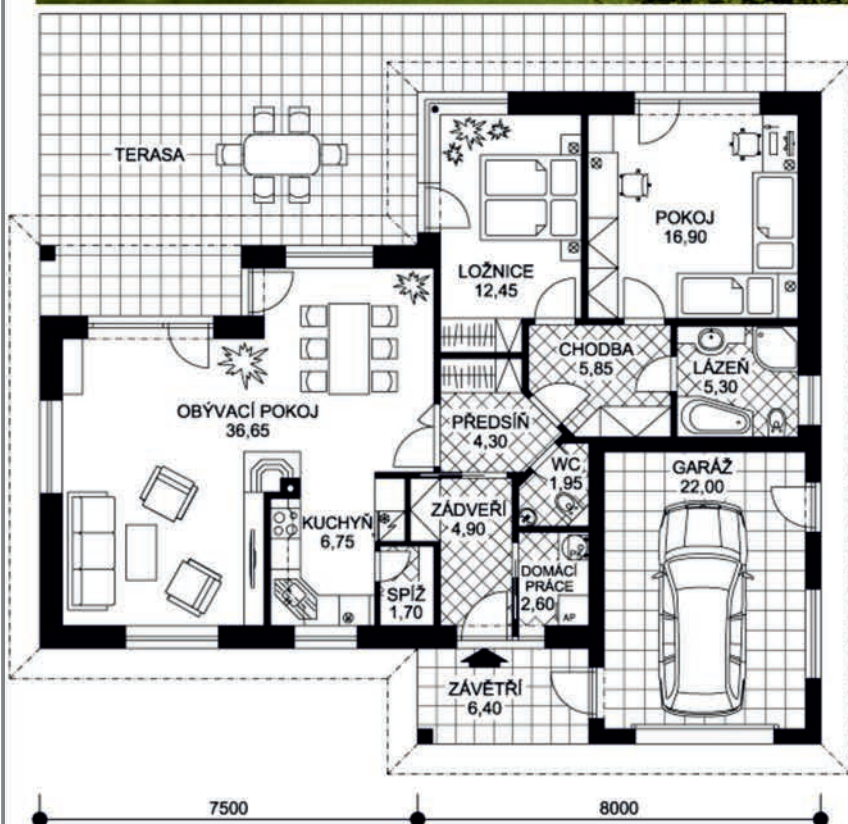 TERASA
LOŽNICE
12,45
POKOJ
16,90
CHODBA
5,85
LÁZEŇ
5,30
OBÝVACÍ POKOJ
36,65
PŘEDSÍŇ
4,30
WC
1,95
GARÁŽ
22,00
KUCHYŇ
6,75
ZÁDVEŘÍ
4,90
SPÍŽ
1,70
DOMÁCÍ
PRÁCE
2,60
AP
ZÁVĚTŘÍ
6,40
7500
8000